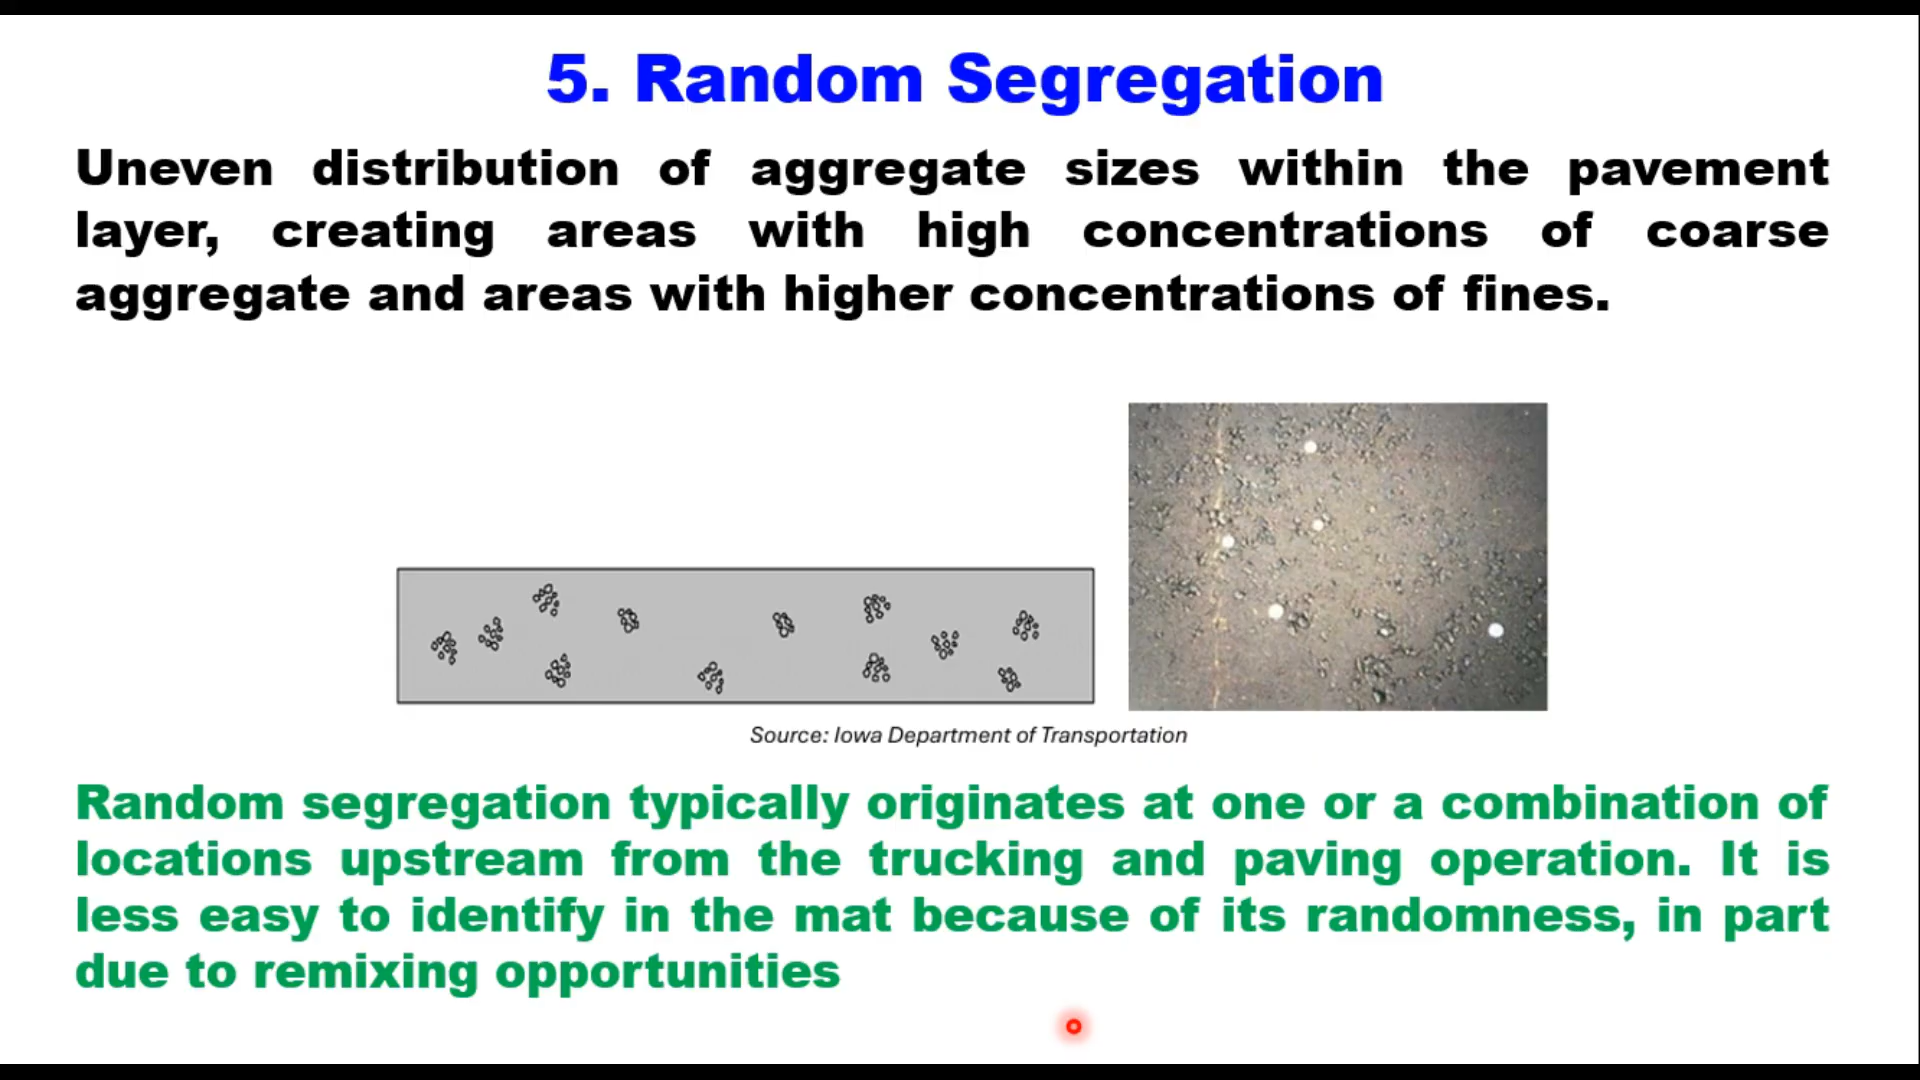 5. Random Segregation
Uneven distribution of aggregate sizes within the pavement
layer, creating areas with high concentrations of coarse
aggregate and areas with higher concentrations of fines.
Source: Iowa Department of Transportation
Random segregation typically originates at one or a combination of
locations upstream from the trucking and paving operation. It is
less easy to identify in the mat because of its randomness, in part
due to remixing opportunities